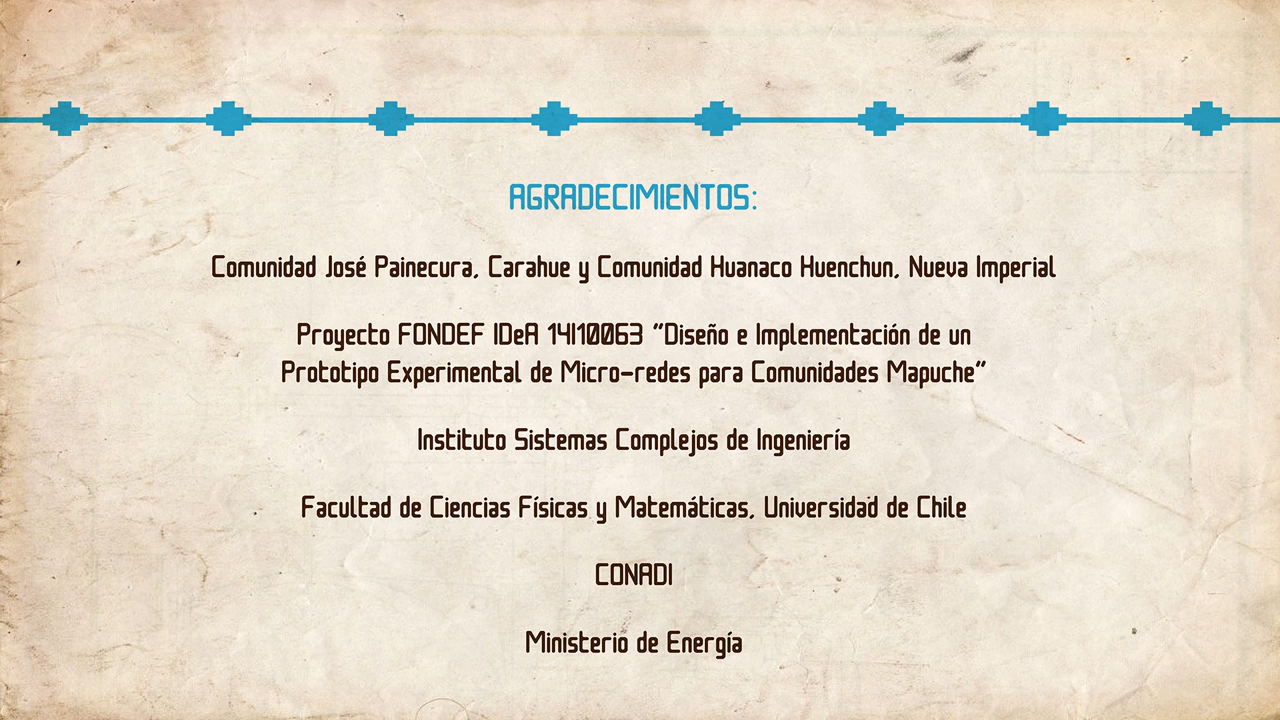 AGRADECIMIENTOS:
Comunidad José Painecura, Carahue y Comunidad Huanaco Huenchun, Nueva Imperial
Proyecto FONDEF IDeA 14I10063 "Diseño e Implementación de un
Prototipo Experimental de Micro-redes para Comunidades Mapuche"
Instituto Sistemas Complejos de Ingeniería
Facultad de Ciencias Físicas y Matemáticas, Universidad de Chile
CONADI
Ministerio de Energía